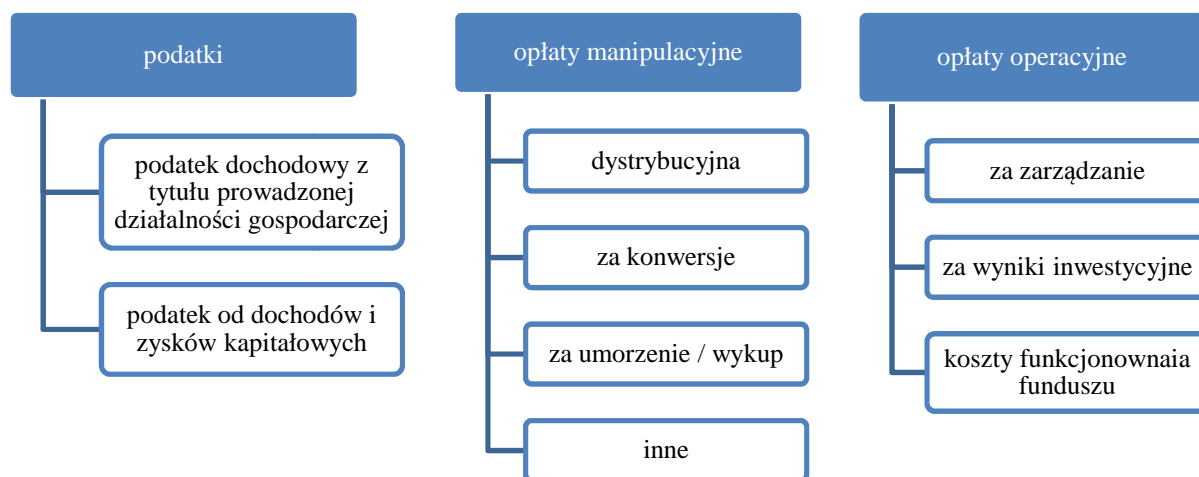 podatki
podatek dochodowy z
tytułu prowadzonej
działalności gospodarczej
podatek od dochodów i
zysków kapitałowych
opłaty manipulacyjne
dystrybucyjna
za konwersje
za umorzenie / wykup
inne
opłaty operacyjne
za zarządzanie
za wyniki inwestycyjne
koszty funkcjonownaia
funduszu